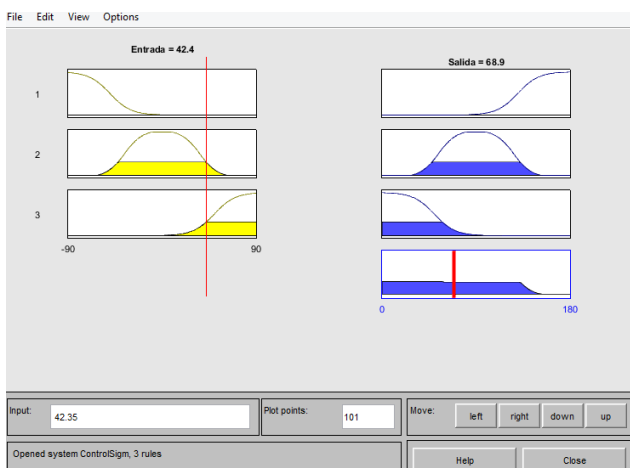 File Edit View Options
Entrada = 42.4
Salida = 68.9
1
2
3
-90 90
0 180
Input: 42.35 Plot points: 101 Move: left right down up
Opened system ControlSigm, 3 rules
Help Close